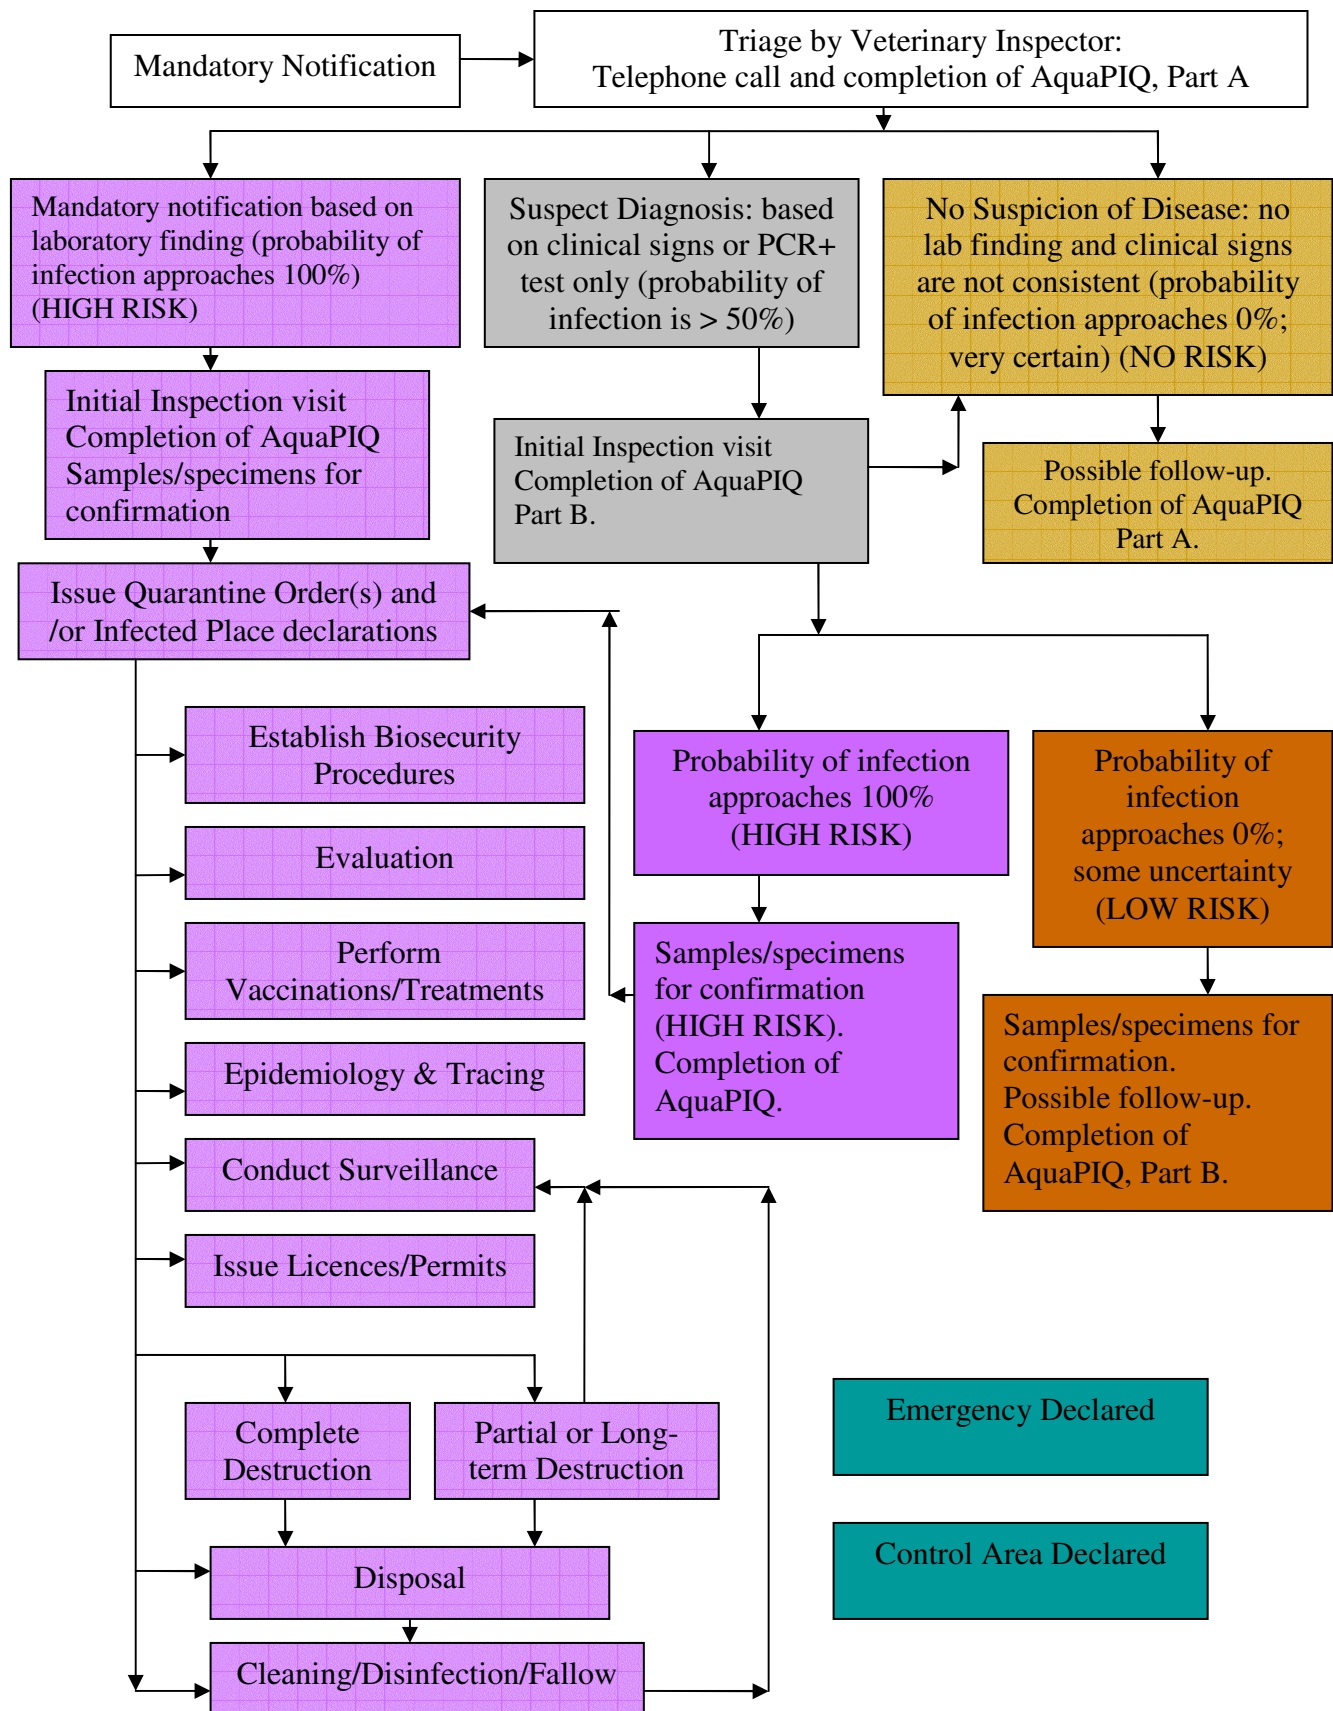 Mandatory Notification
Triage by Veterinary Inspector:
Telephone call and completion of AquaPIQ, Part A
Mandatory notification based on
laboratory finding (probability of
infection approaches 100%)
(HIGH RISK)
Suspect Diagnosis: based
on clinical signs or PCR+
test only (probability of
infection is > 50%)
No Suspicion of Disease: no
lab finding and clinical signs
are not consistent (probability
of infection approaches 0%;
very certain) (NO RISK)
Initial Inspection visit
Completion of AquaPIQ
Samples/specimens for
confirmation
Initial Inspection visit
Completion of AquaPIQ
Part B.
Possible follow-up.
Completion of AquaPIQ
Part A.
Issue Quarantine Order(s) and
/or Infected Place declarations
Establish Biosecurity
Procedures
Evaluation
Perform
Vaccinations/Treatments
Epidemiology & Tracing
Conduct Surveillance
Issue Licences/Permits
Probability of infection
approaches 100%
(HIGH RISK)
Probability of
infection
approaches 0%;
some uncertainty
(LOW RISK)
Samples/specimens
for confirmation
(HIGH RISK).
Completion of
AquaPIQ.
Samples/specimens for
confirmation.
Possible follow-up.
Completion of
AquaPIQ, Part B.
Complete
Destruction
Partial or Long-
term Destruction
Emergency Declared
Control Area Declared
Disposal
Cleaning/Disinfection/Fallow